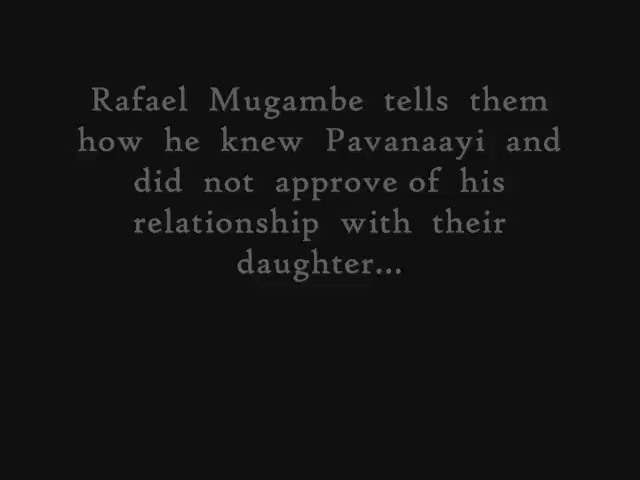 Rafael Mugambe tells them
how he knew Pavanaayi and
did not approve of his
relationship with their
daughter...